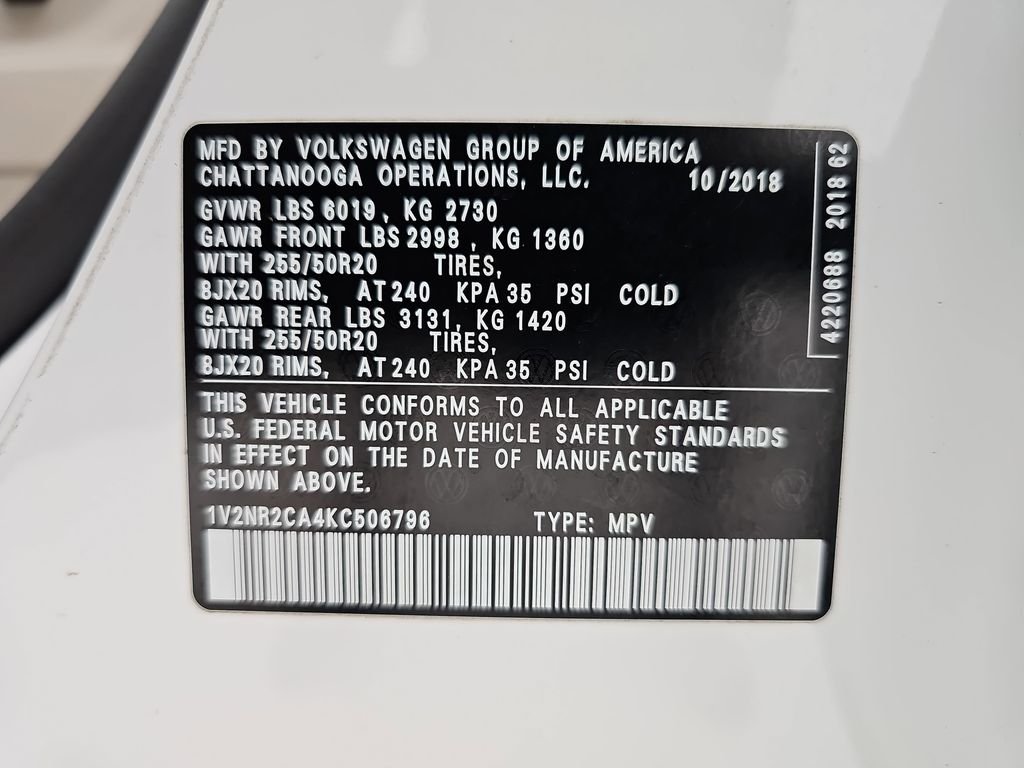 MFD BY VOLKSWAGEN GROUP OF AMERICA
CHATTANOOGA OPERATIONS, LLC. 10/2018
GVWR LBS 6019, KG 2730
GAWR FRONT LBS 2998 , KG 1360
WITH 255/50R20 TIRES,
8JX20 RIMS, AT 240 KPA 35 PSI COLD
GAWR REAR LBS 3131, KG 1420
WITH 255/50R20 TIRES,
8JX20 RIMS, AT 240 KPA 35 PSI COLD
THIS VEHICLE CONFORMS TO ALL APPLICABLE
U.S. FEDERAL MOTOR VEHICLE SAFETY STANDARDS
IN EFFECT ON THE DATE OF MANUFACTURE
SHOWN ABOVE.
1V2NR2CA4KC506796 TYPE: MPV
4220688 2018 62